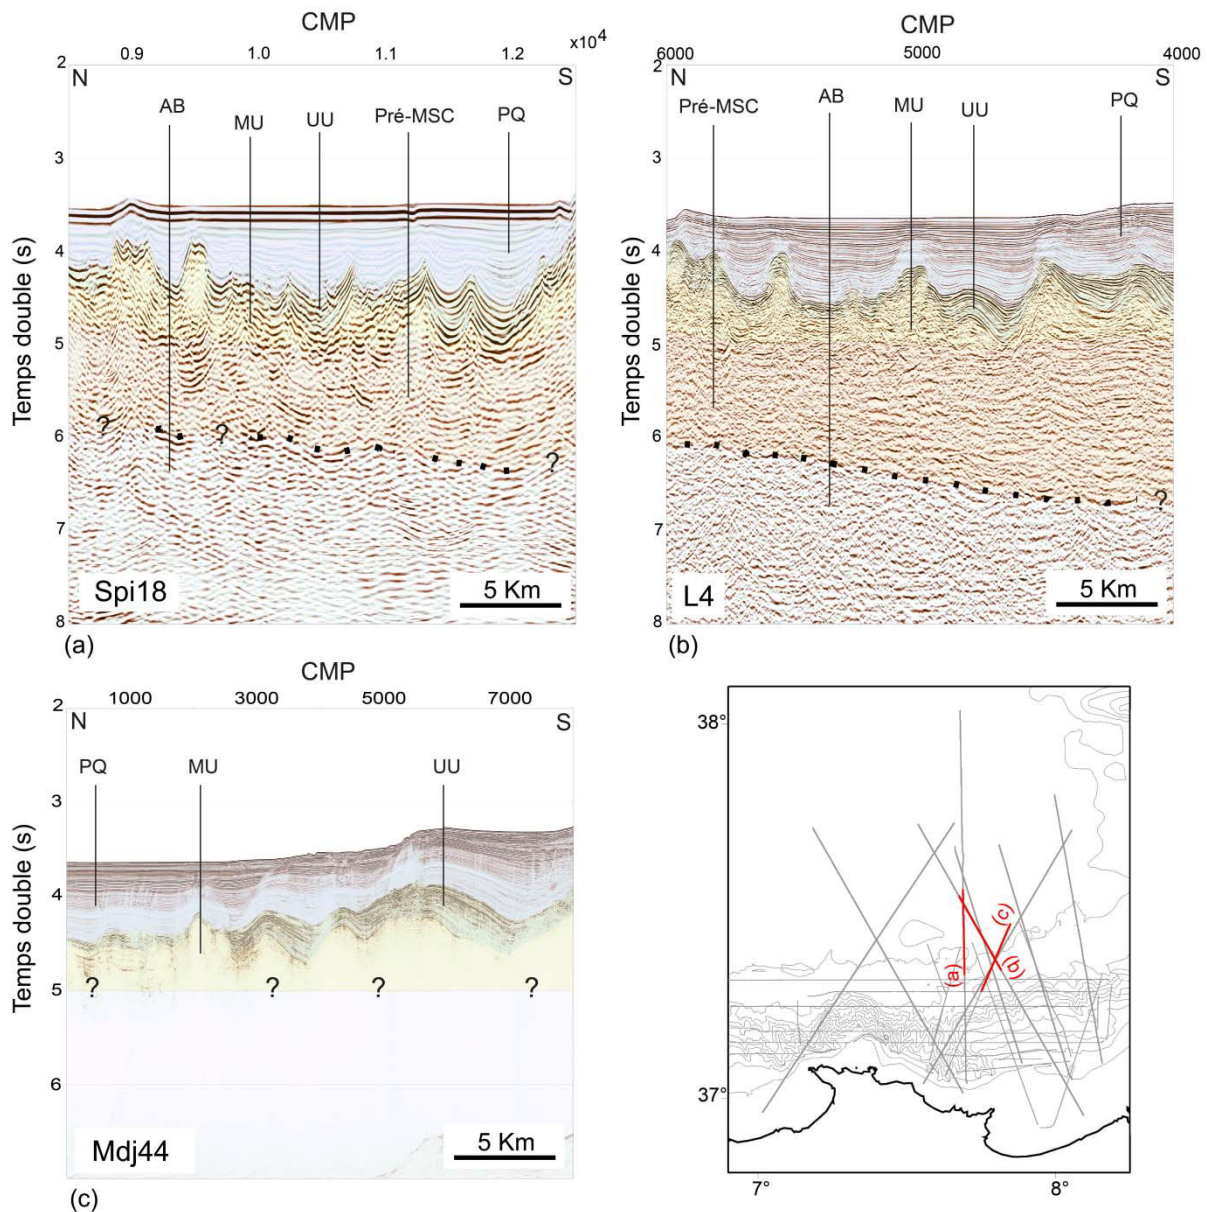 CMP
0.9 1.0 1.1 1.2 x10⁴
2
N S
AB MU UU Pré-MSC PQ
3
4
5
6
7
8
Temps double (s)
? ? ?
Spi18
5 Km
(a)
CMP
6000 5000 4000
2
N S
Pré-MSC AB MU UU PQ
3
4
5
6
7
8
Temps double (s)
?
L4
5 Km
(b)
CMP
1000 3000 5000 7000
2
N S
PQ MU UU
3
4
5
6
Temps double (s)
? ? ? ?
Mdj44
5 Km
(c)
38°
37°
7° 8°
(a)
(b)
(c)